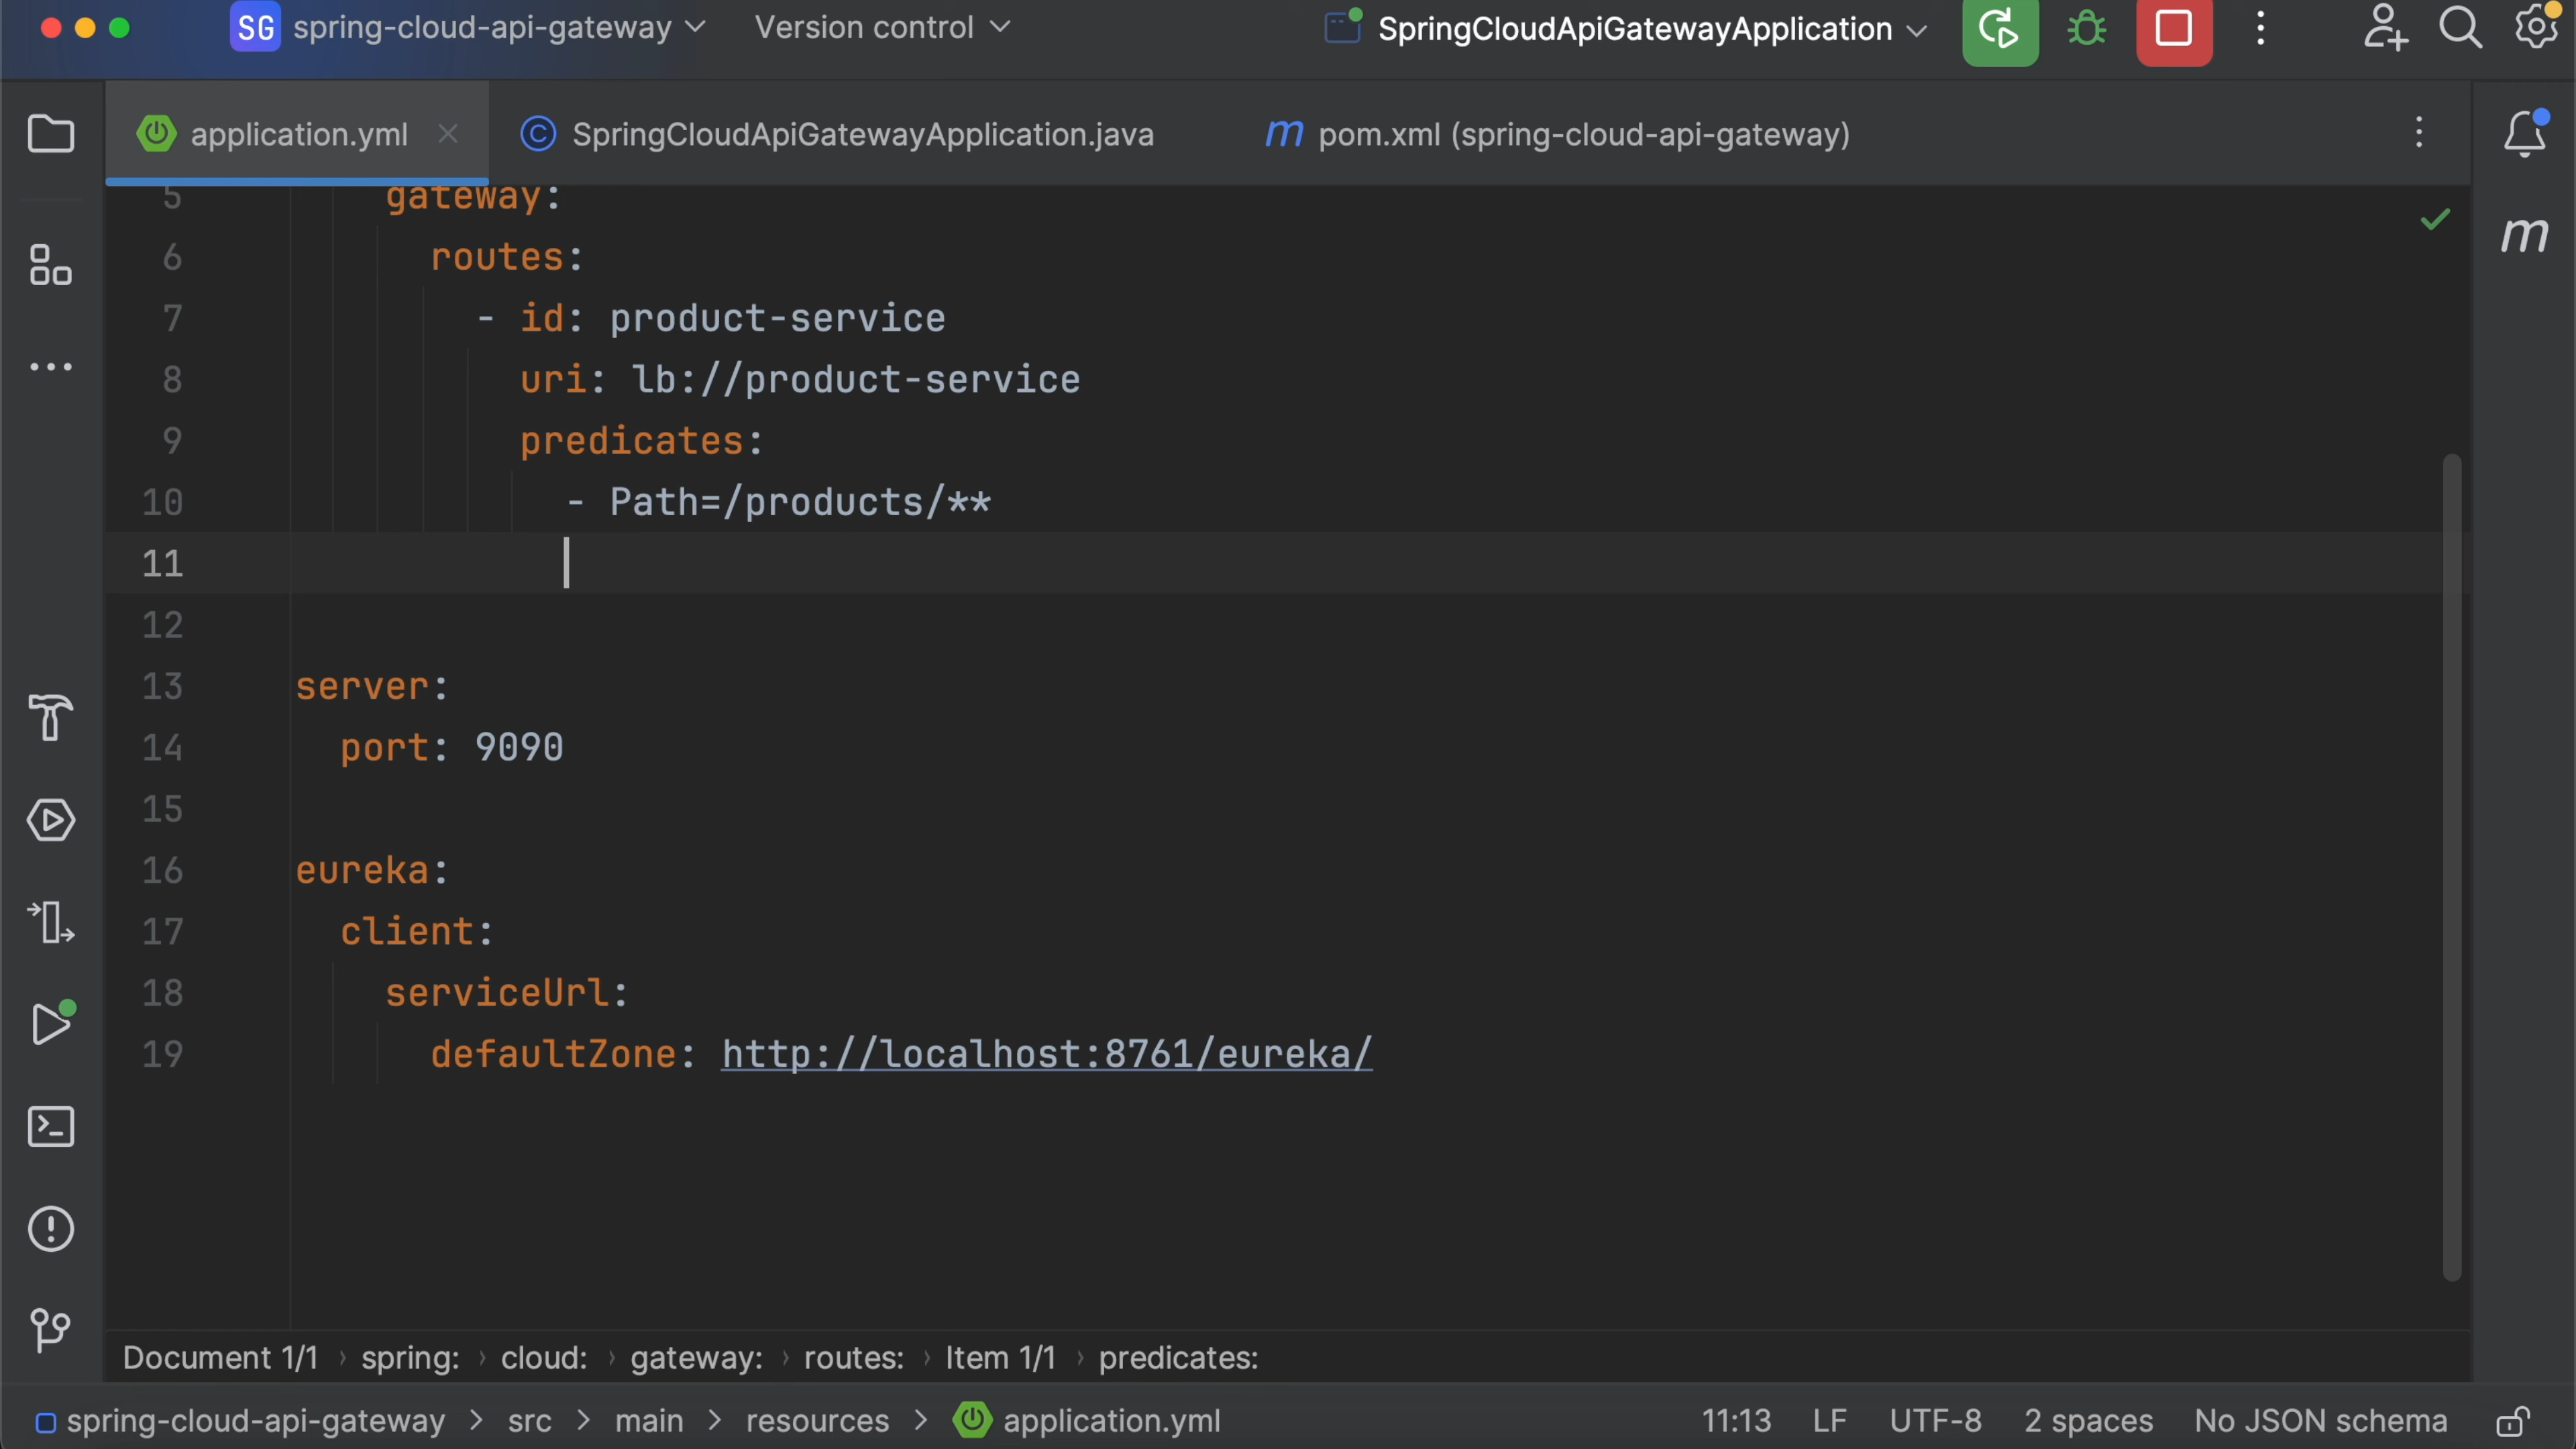 SG spring-cloud-api-gateway Version control SpringCloudApiGatewayApplication
application.yml SpringCloudApiGatewayApplication.java m pom.xml (spring-cloud-api-gateway)
m
5 gateway:
6 routes:
7 - id: product-service
8 uri: lb://product-service
9 predicates:
10 - Path=/products/**
11
12
13 server:
14 port: 9090
15
16 eureka:
17 client:
18 serviceUrl:
19 defaultZone: http://localhost:8761/eureka/
Document 1/1 › spring: › cloud: › gateway: › routes: › Item 1/1 › predicates:
spring-cloud-api-gateway > src > main > resources > application.yml 11:13 LF UTF-8 2 spaces No JSON schema